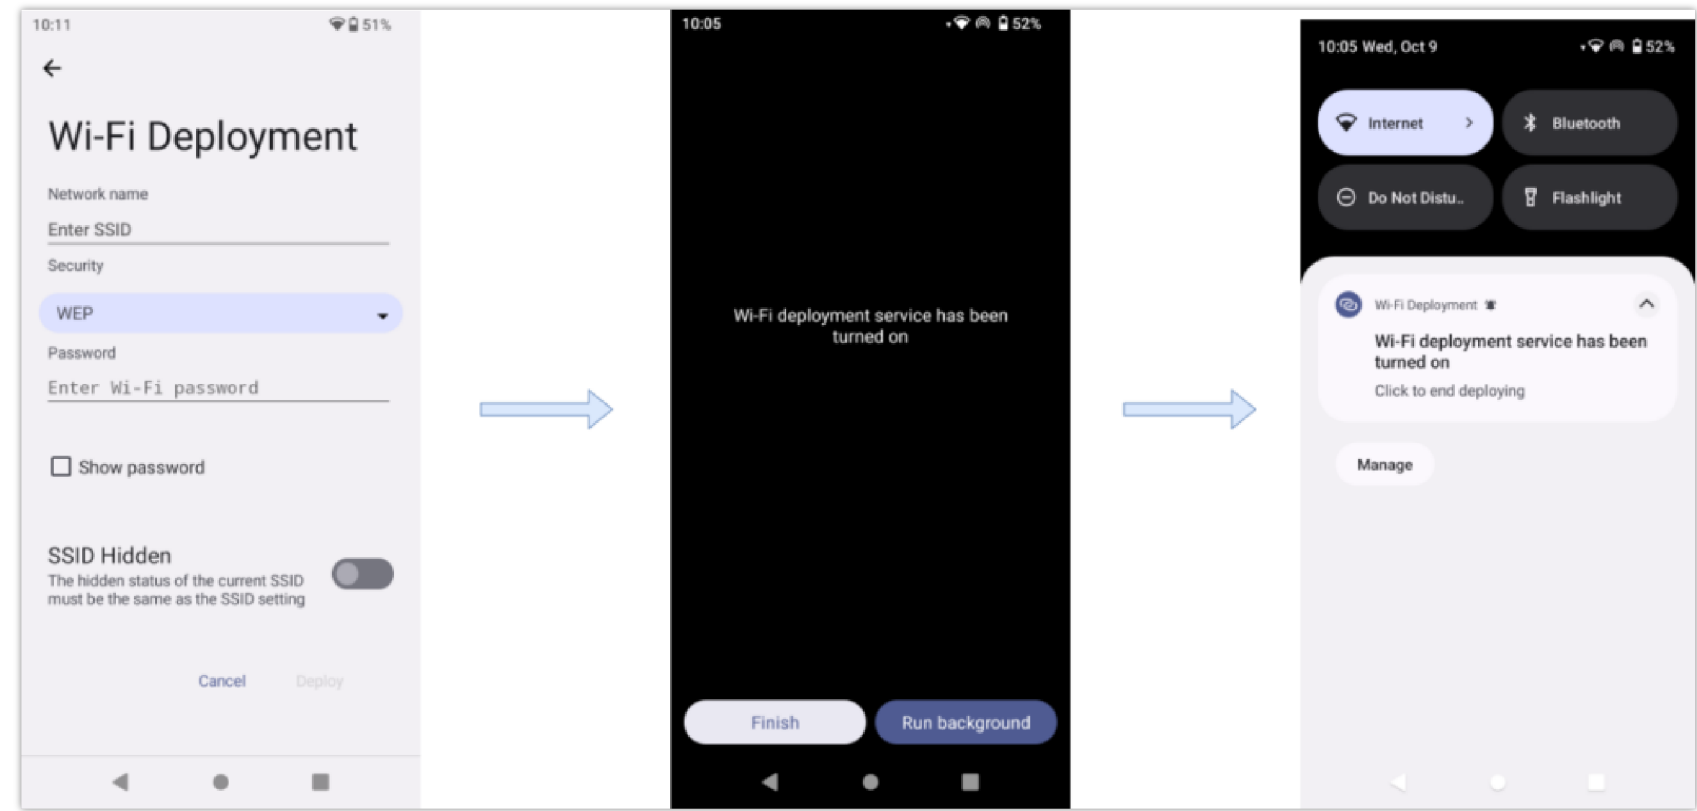 10:11
51%
Wi-Fi Deployment
Network name
Enter SSID
Security
WEP
Password
Enter Wi-Fi password
Show password
SSID Hidden
The hidden status of the current SSID
must be the same as the SSID setting
Cancel
Deploy
10:05
52%
Wi-Fi deployment service has been
turned on
Finish
Run background
10:05 Wed, Oct 9
52%
Internet
Bluetooth
Do Not Distu..
Flashlight
Wi-Fi Deployment
Wi-Fi deployment service has been
turned on
Click to end deploying
Manage